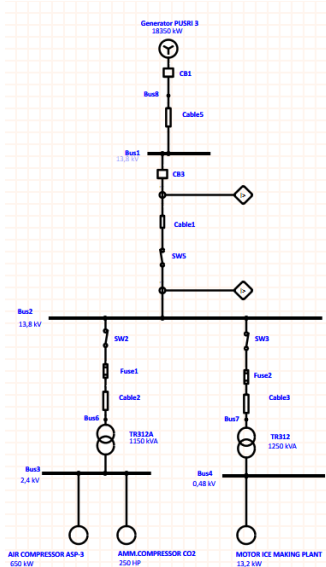 Generator PUSRI 3
18350 kW
CB1
Bus8
Cable5
Bus1
13,8 kV
CB3
Cable1
SW5
Bus2
13,8 kV
SW2
SW3
Fuse1
Fuse2
Cable2
Cable3
Bus6
Bus7
TR312A
1150 kVA
TR312
1250 kVA
Bus3
2,4 kV
Bus4
0,48 kV
AIR COMPRESSOR ASP-3
650 kW
AMM.COMPRESSOR CO2
250 HP
MOTOR ICE MAKING PLANT
13,2 kW